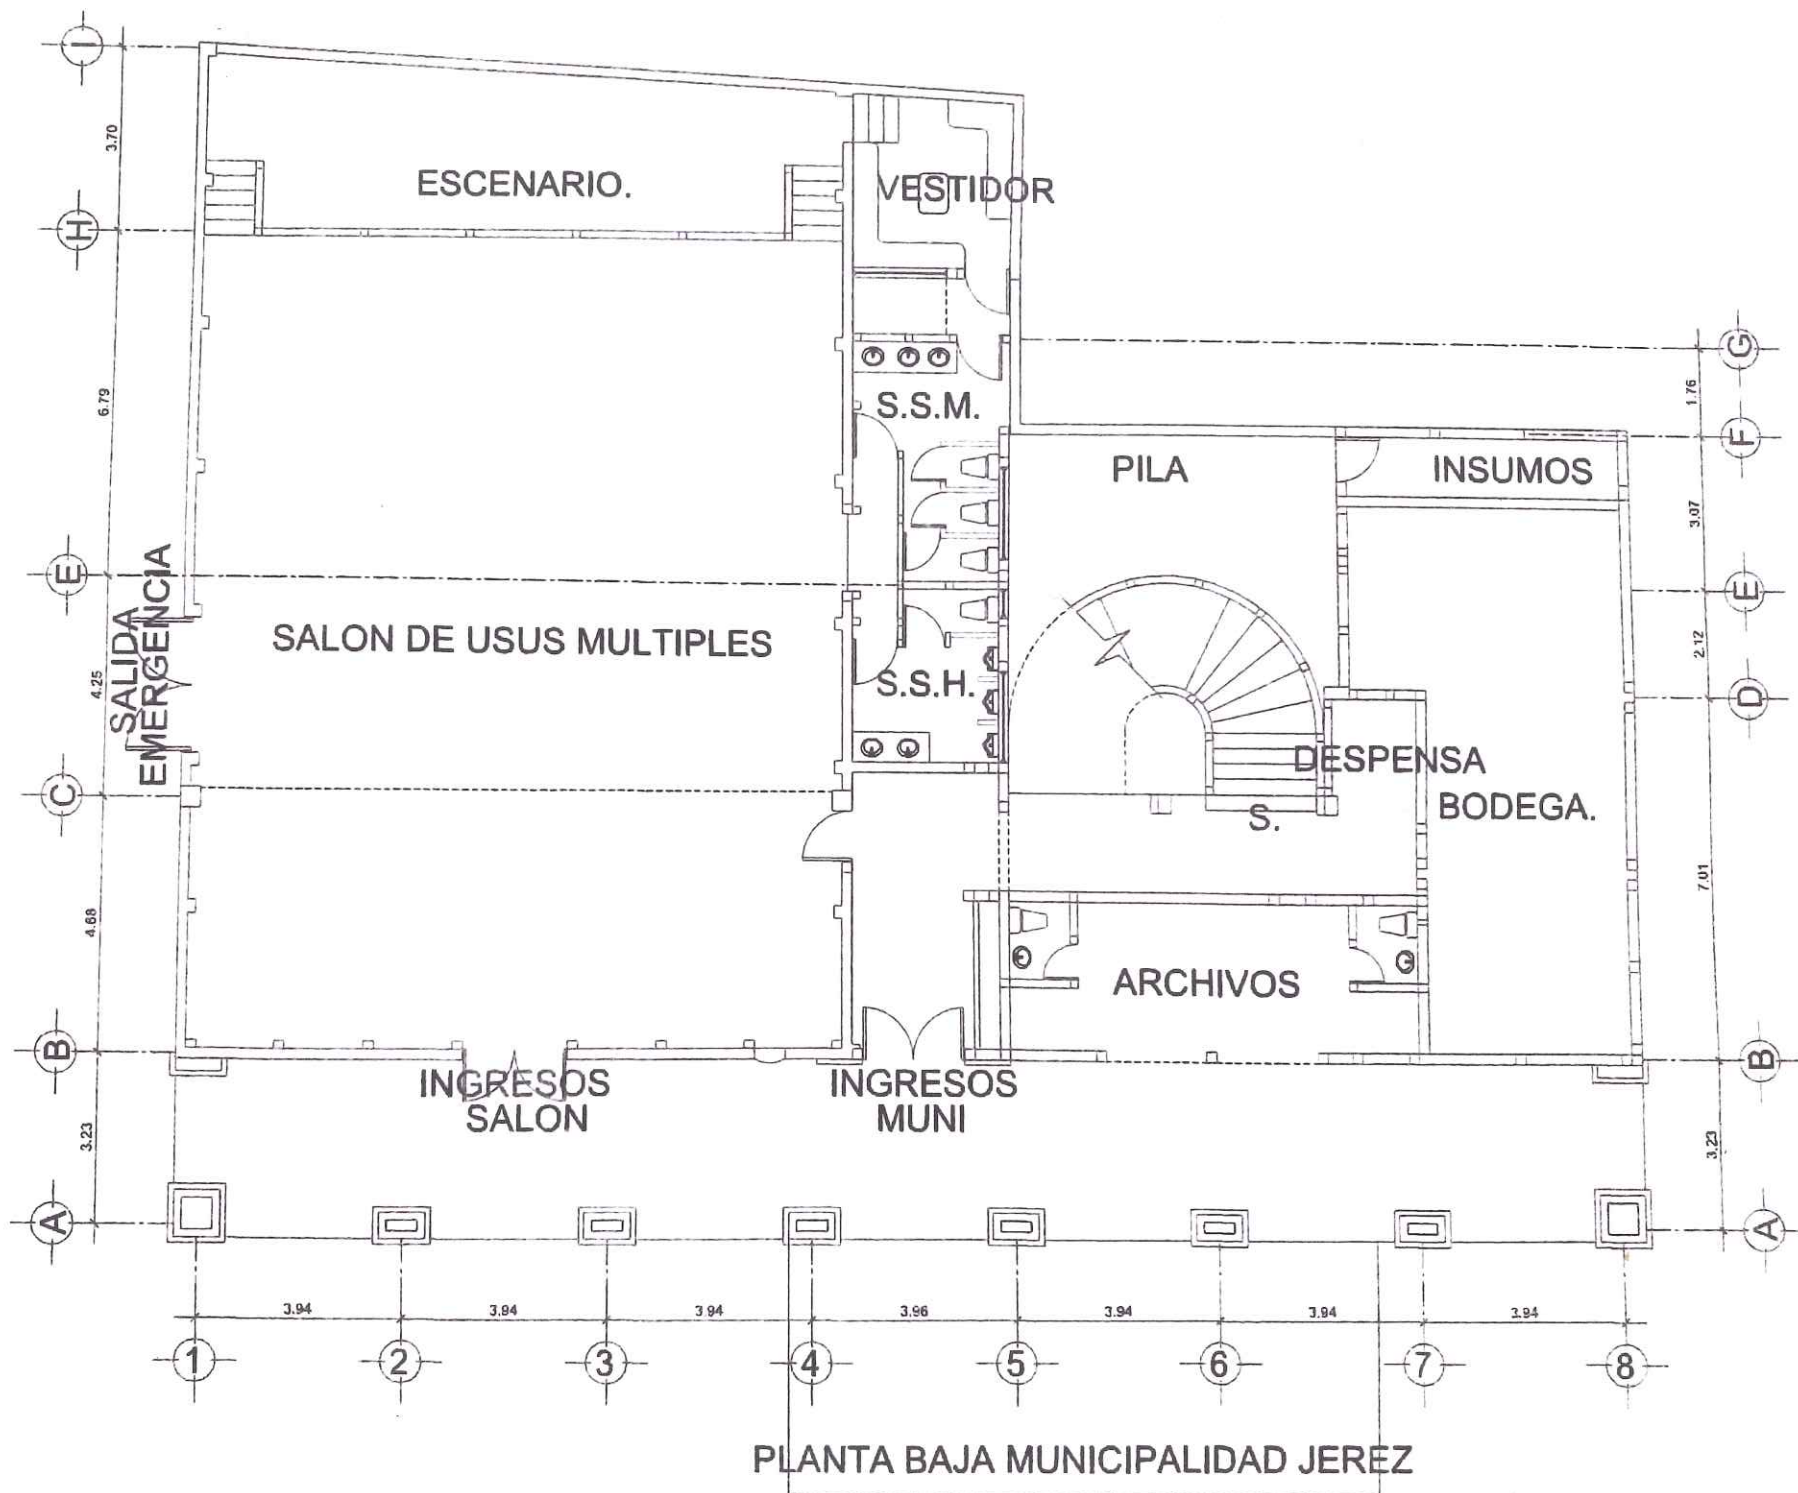 I
3.70
ESCENARIO.
VESTIDOR
H
G
1.76
6.79
S.S.M.
F
PILA
INSUMOS
3.07
E
E
SALIDA
EMERGENCIA
2.12
SALON DE USUS MULTIPLES
4.25
S.S.H.
D
DESPENSA
C
BODEGA.
S.
4.68
7.01
ARCHIVOS
B
B
INGRESOS
SALON
INGRESOS
MUNI
3.23
3.23
A
A
3.94
3.94
3.94
3.96
3.94
3.94
3.94
1
2
3
4
5
6
7
8
PLANTA BAJA MUNICIPALIDAD JEREZ